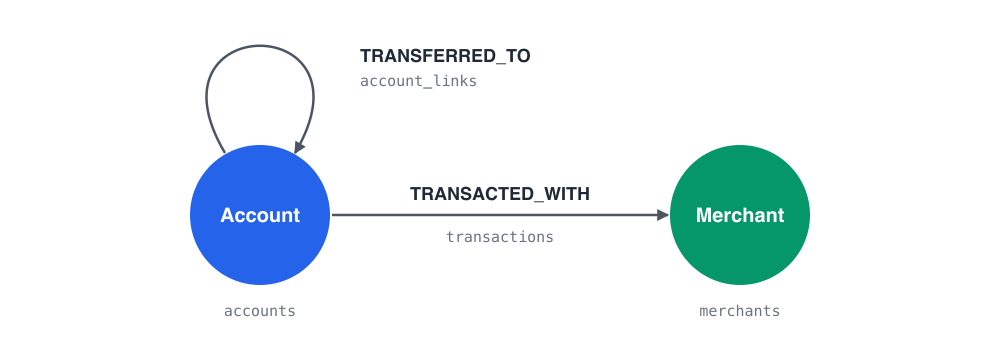 TRANSFERRED_TO
account_links
TRANSACTED_WITH
Account
Merchant
transactions
accounts
merchants